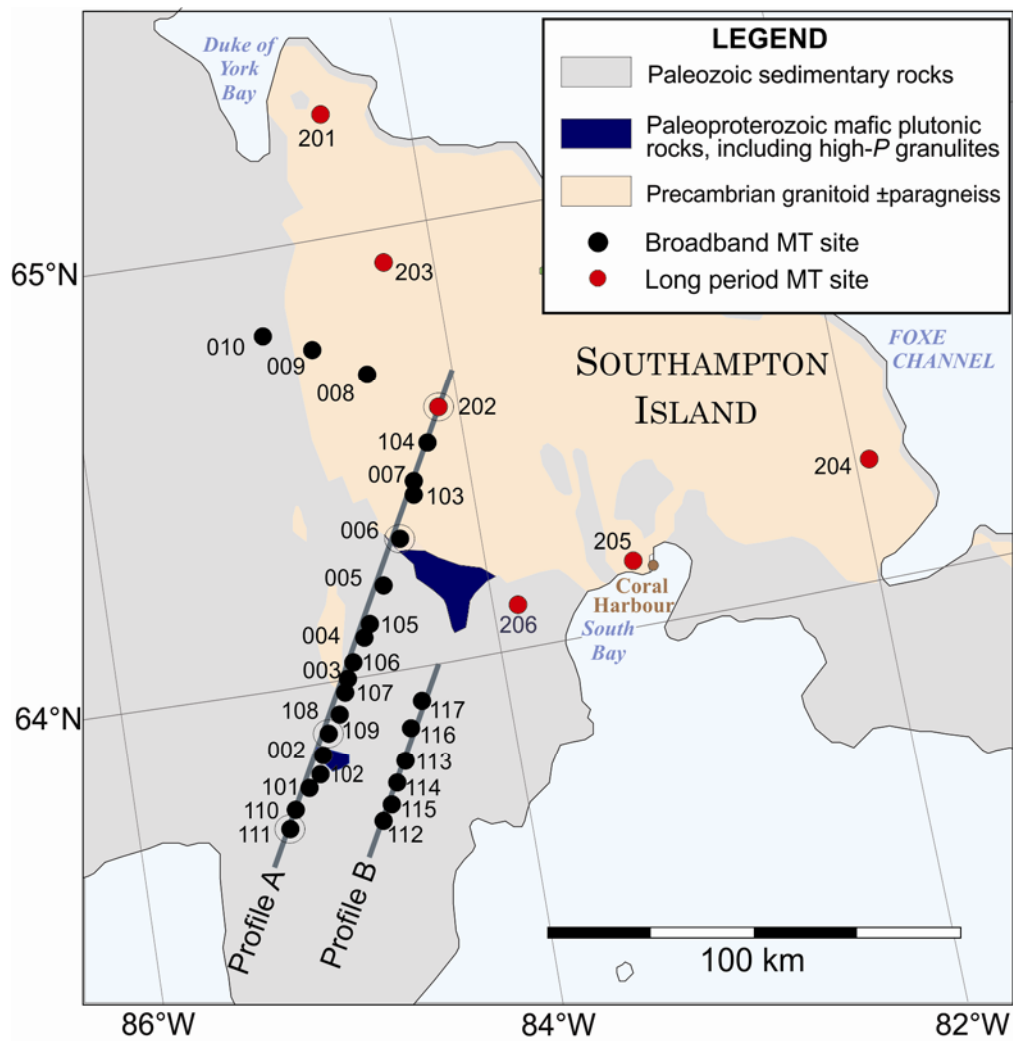 LEGEND
Paleozoic sedimentary rocks
Paleoproterozoic mafic plutonic
rocks, including high-P granulites
Precambrian granitoid ±paragneiss
Broadband MT site
Long period MT site
Duke of
York
Bay
201
65°N
203
010
009
008
SOUTHAMPTON
ISLAND
FOXE
CHANNEL
202
104
204
007
103
006
205
005
Coral
Harbour
206
South
Bay
105
004
106
003
107
64°N
108
109
117
116
002
102
113
101
114
110
115
111
112
Profile A
Profile B
100 km
86°W
84°W
82°W